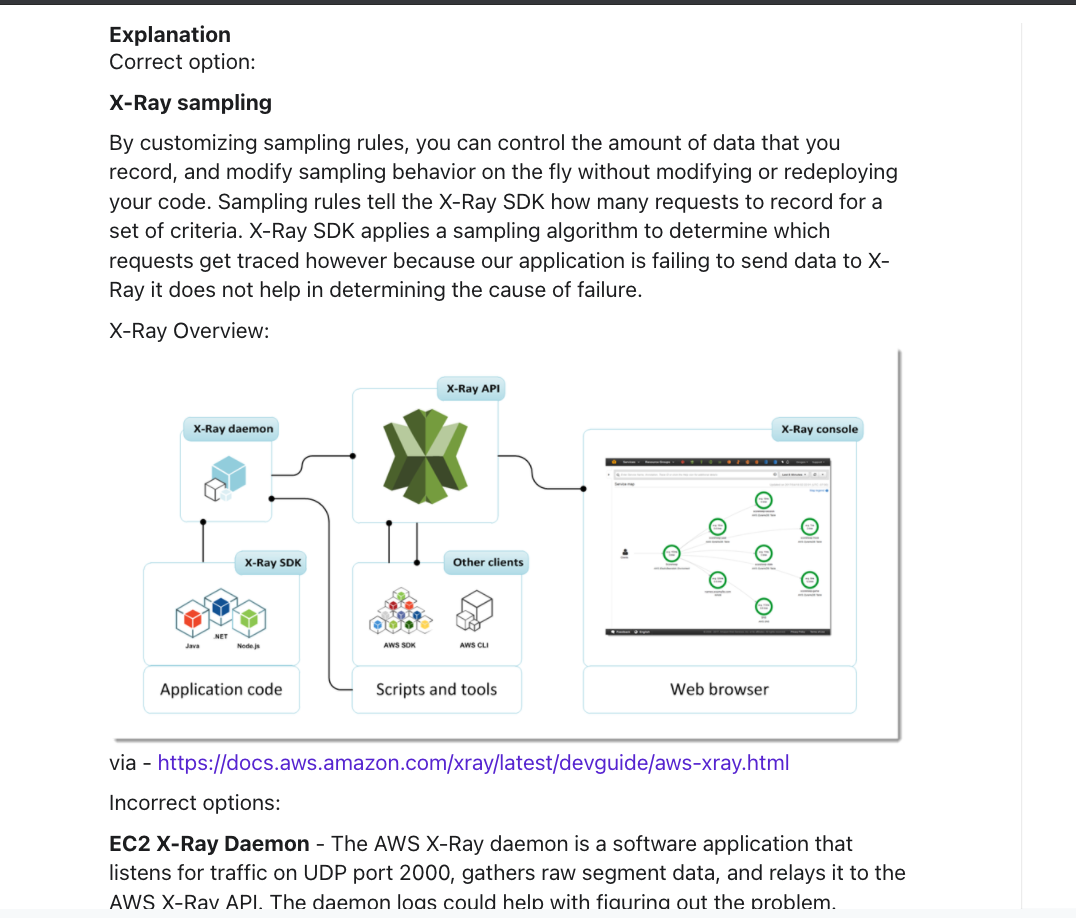 Explanation
Correct option:
X-Ray sampling
By customizing sampling rules, you can control the amount of data that you
record, and modify sampling behavior on the fly without modifying or redeploying
your code. Sampling rules tell the X-Ray SDK how many requests to record for a
set of criteria. X-Ray SDK applies a sampling algorithm to determine which
requests get traced however because our application is failing to send data to X-
Ray it does not help in determining the cause of failure.
X-Ray Overview:
X-Ray API
X-Ray daemon
X-Ray console
X-Ray SDK
Other clients
.NET
Java
Node.js
AWS SDK
AWS CLI
Application code
Scripts and tools
Web browser
via - https://docs.aws.amazon.com/xray/latest/devguide/aws-xray.html
Incorrect options:
EC2 X-Ray Daemon - The AWS X-Ray daemon is a software application that
listens for traffic on UDP port 2000, gathers raw segment data, and relays it to the
AWS X-Ray API. The daemon logs could help with figuring out the problem.